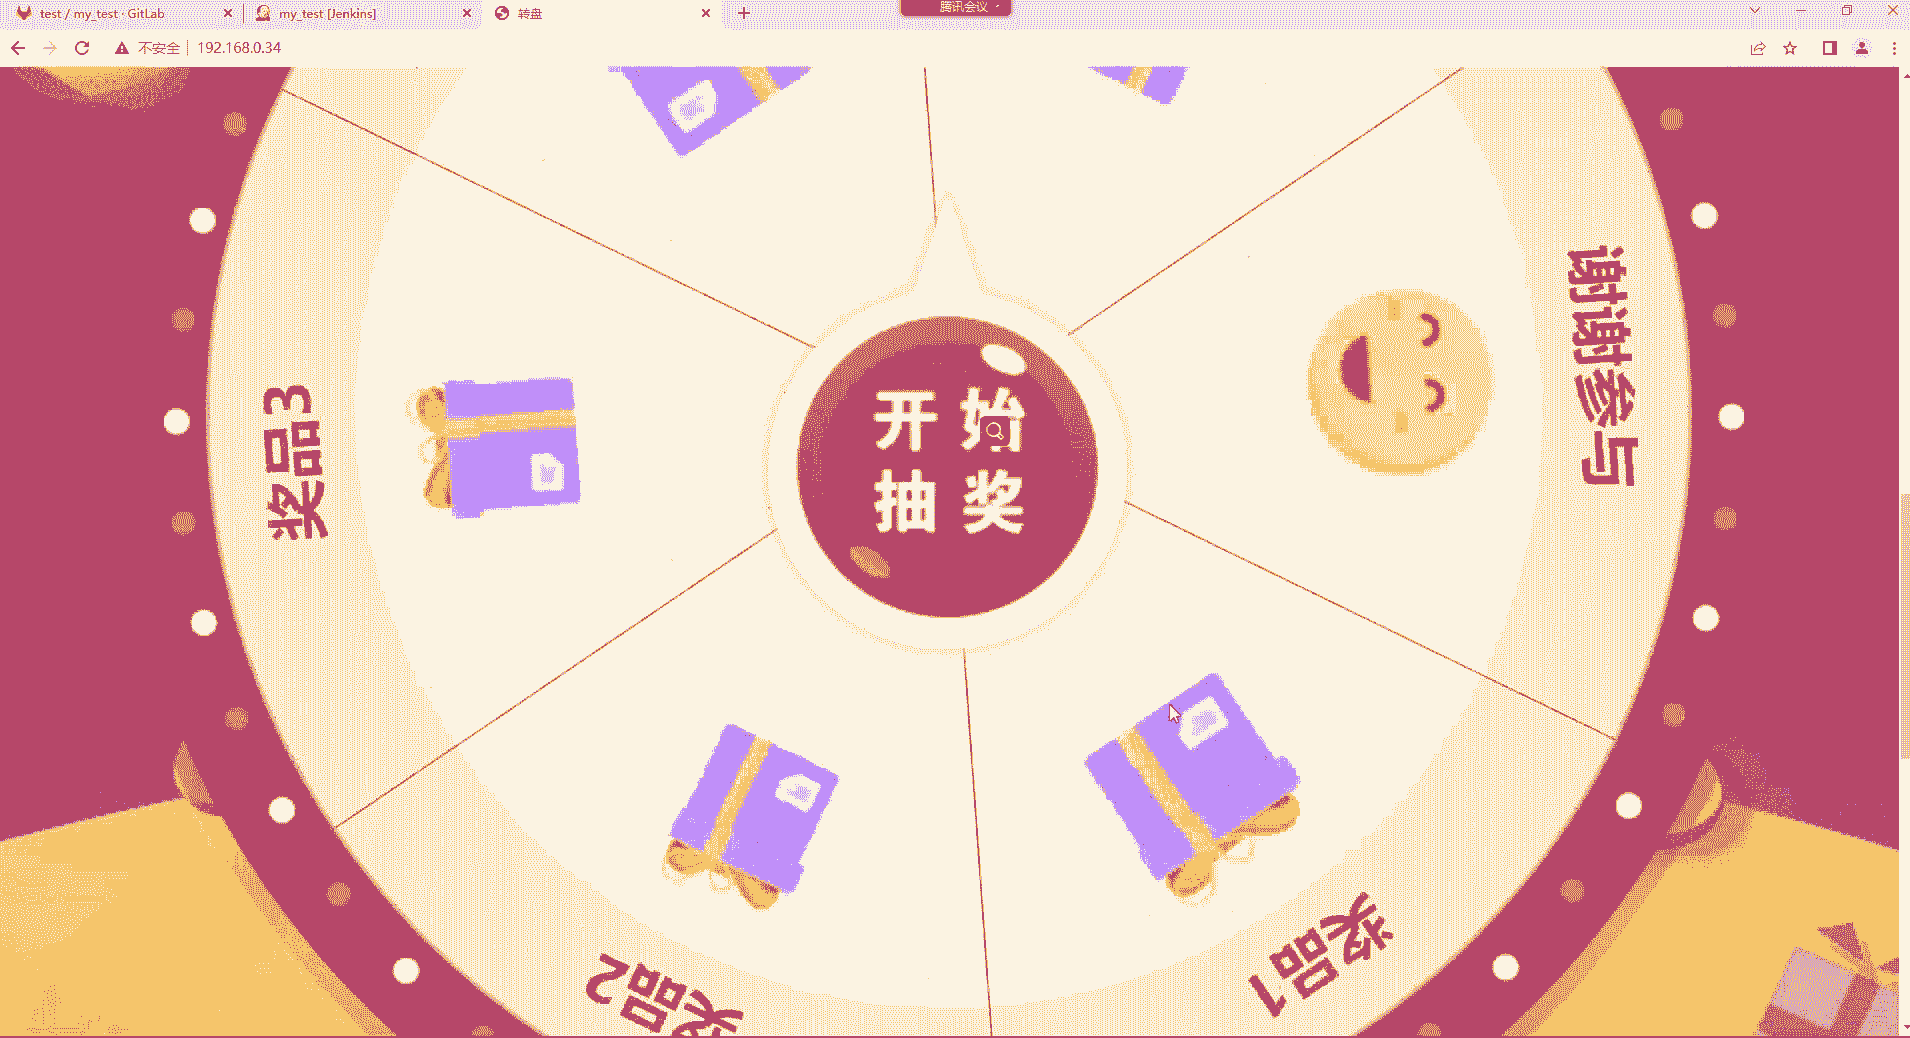 test / my_test · GitLab
my_test [Jenkins]
转盘
腾讯会议
不安全
192.168.0.34
谢谢参与
奖品3
开始
抽奖
奖品2
奖品1